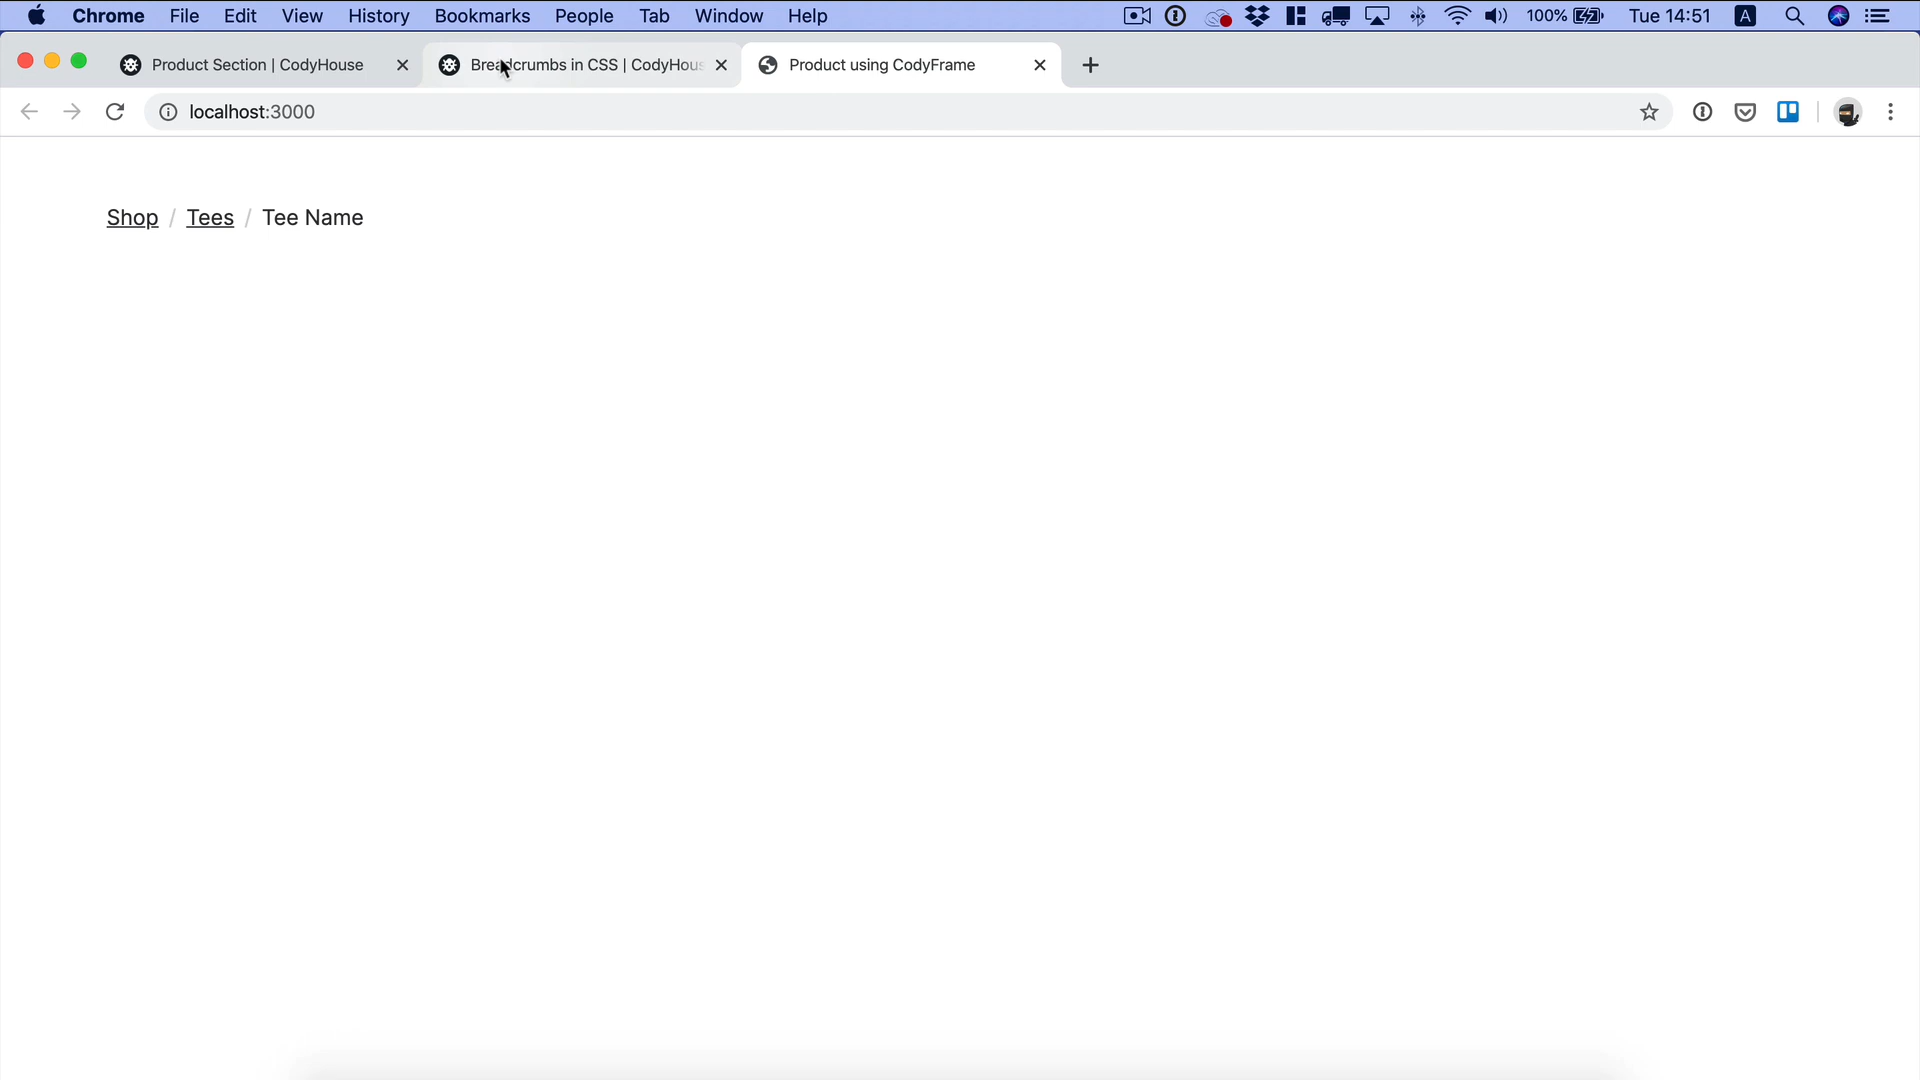 Chrome File Edit View History Bookmarks People Tab Window Help 100% Tue 14:51 A
Product Section | CodyHouse Breadcrumbs in CSS | CodyHous Product using CodyFrame
localhost:3000
Shop / Tees / Tee Name